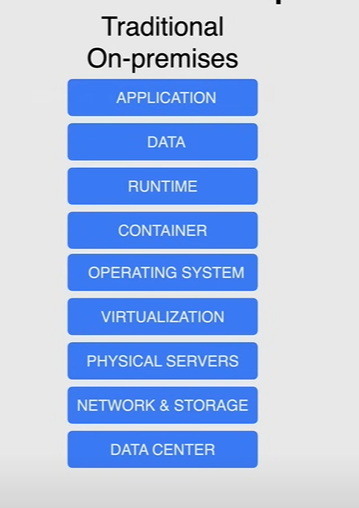 Traditional
On-premises
APPLICATION
DATA
RUNTIME
CONTAINER
OPERATING SYSTEM
VIRTUALIZATION
PHYSICAL SERVERS
NETWORK & STORAGE
DATA CENTER